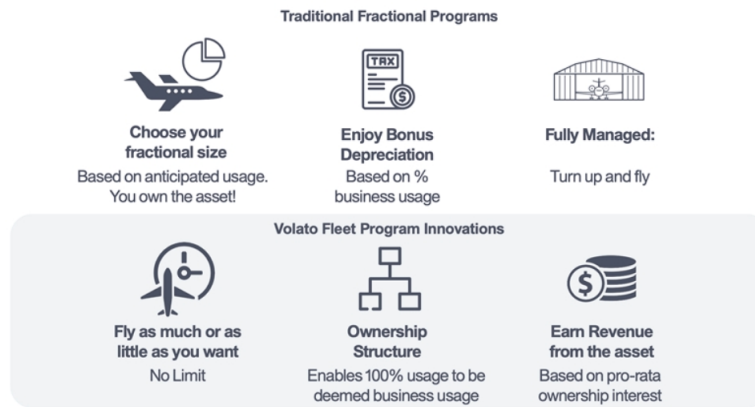 Traditional Fractional Programs
TAX
$
Choose your
fractional size
Based on anticipated usage.
You own the asset!
Enjoy Bonus
Depreciation
Based on %
business usage
Fully Managed:
Turn up and fly
Volato Fleet Program Innovations
$
Fly as much or as
little as you want
No Limit
Ownership
Structure
Enables 100% usage to be
deemed business usage
Earn Revenue
from the asset
Based on pro-rata
ownership interest